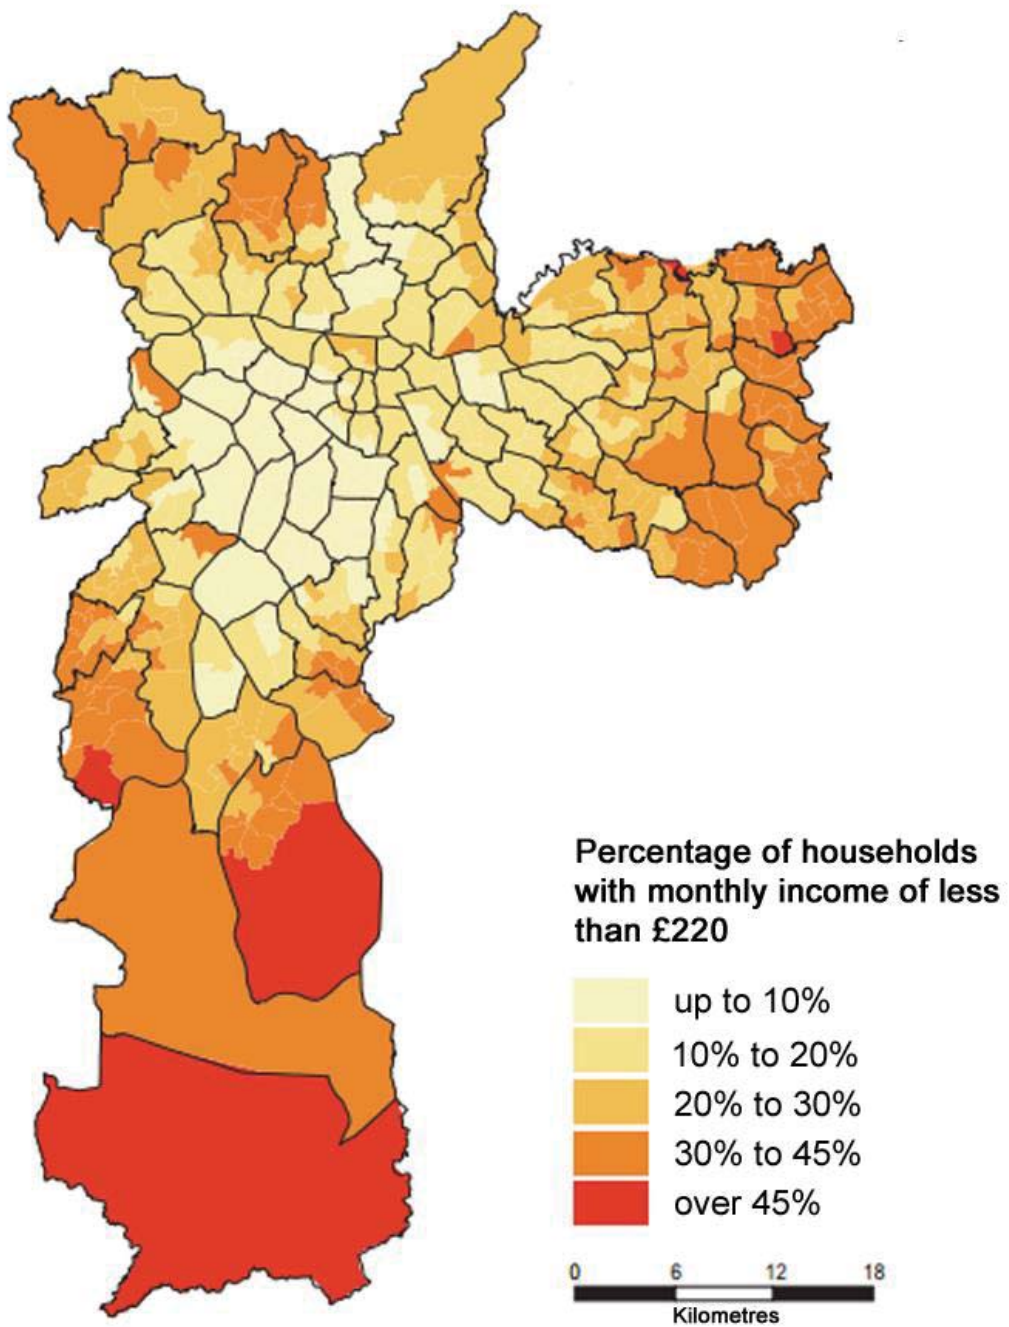 Percentage of households
with monthly income of less
than £220
up to 10%
10% to 20%
20% to 30%
30% to 45%
over 45%
0 6 12 18
Kilometres